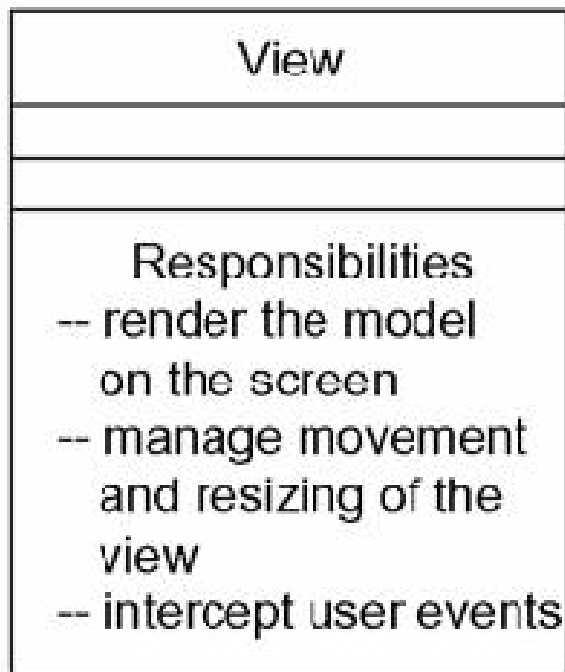 View
Responsibilities
-- render the model
on the screen
-- manage movement
and resizing of the
view
-- intercept user events